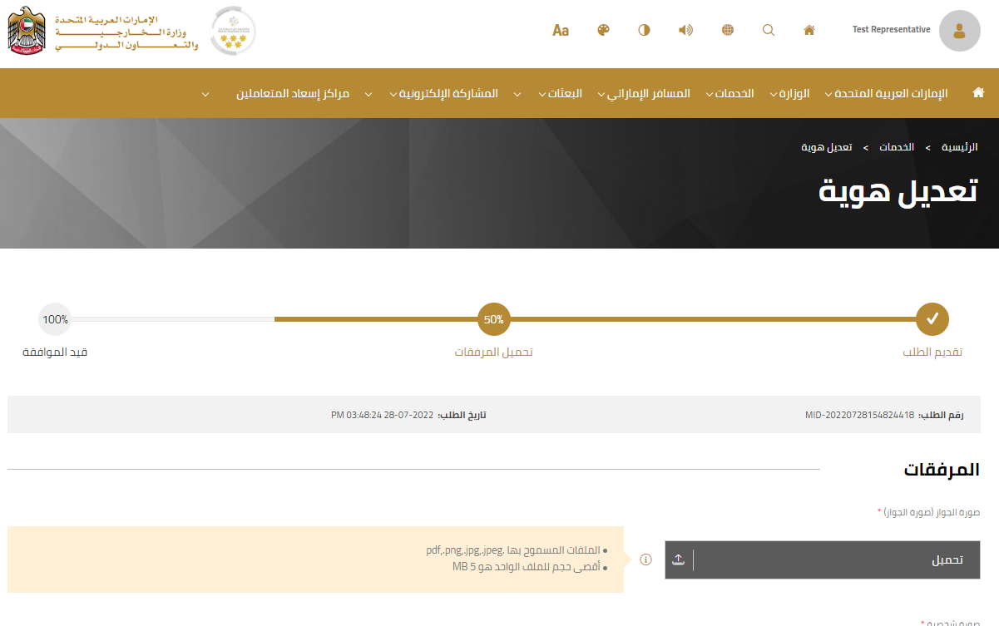 الإمارات العربية المتحدة
وزارة الخارجية
والتعاون الدولي
Aa
Test Representative
الإمارات العربية المتحدة
الوزارة
الخدمات
المسافر الإماراتي
البعثات
المشاركة الإلكترونية
مراكز إسعاد المتعاملين
الرئيسية > الخدمات > تعديل هوية
تعديل هوية
50%
100%
تقديم الطلب
تحميل المرفقات
قيد الموافقة
رقم الطلب: MID-20220728154824418
تاريخ الطلب: 28-07-2022 03:48:24 PM
المرفقات
صورة الجواز (صورة الجواز) *
تحميل
الملفات المسموح بها .pdf,.png,.jpg,.jpeg
أقصى حجم للملف الواحد هو 5 MB
صورة شخصية *